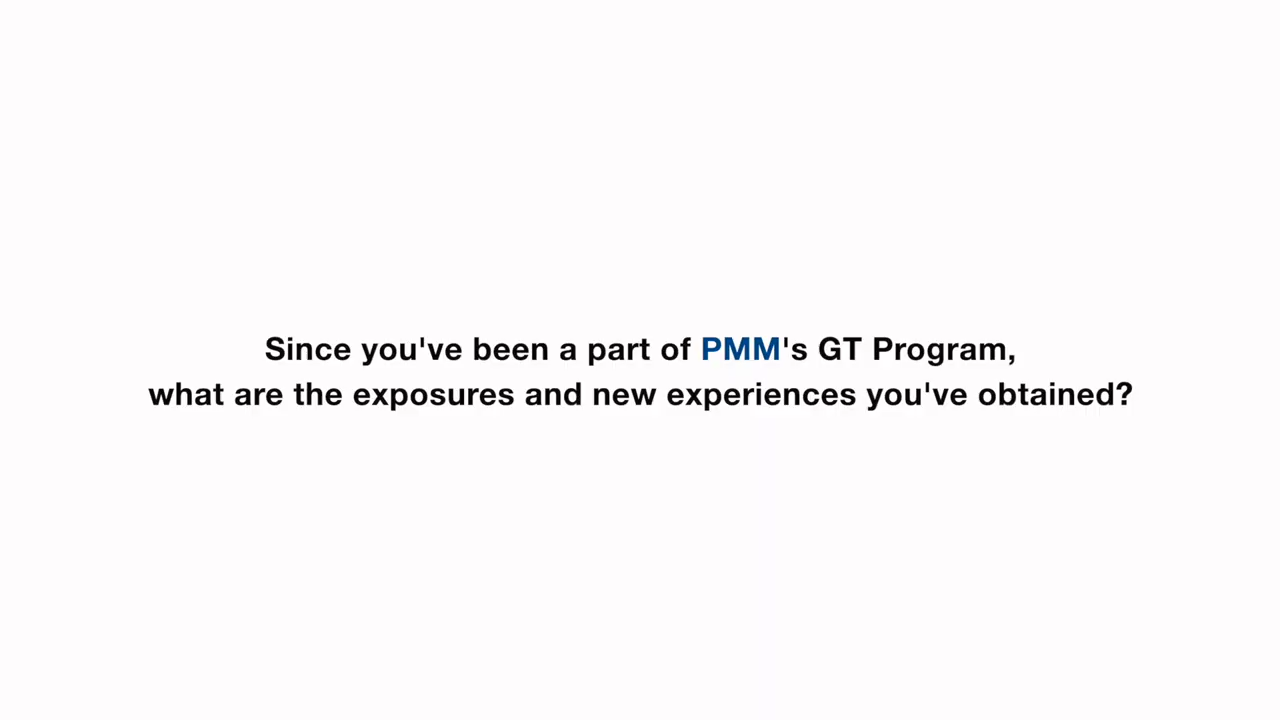 Since you've been a part of PMM's GT Program,
what are the exposures and new experiences you've obtained?